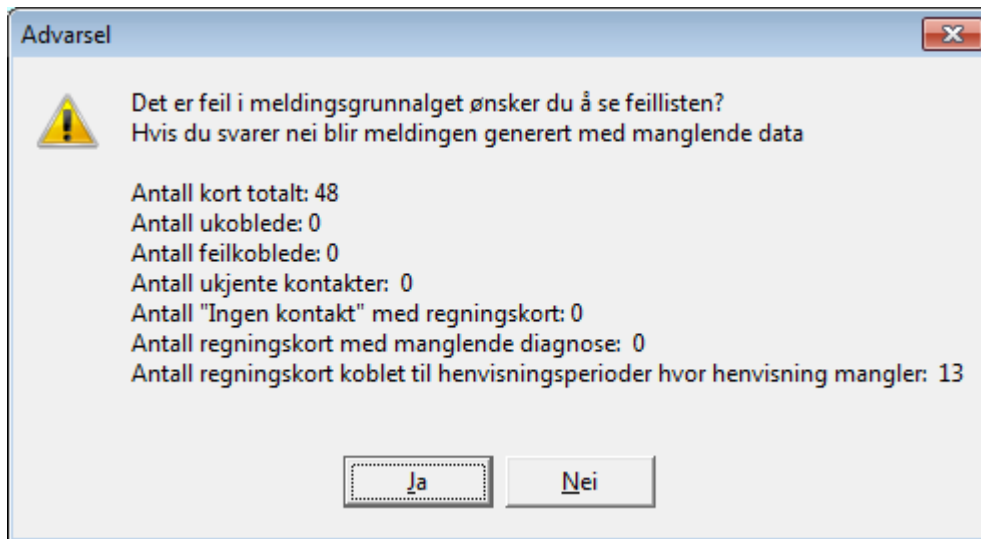 Advarsel
Det er feil i meldingsgrunnalget ønsker du å se feillisten?
Hvis du svarer nei blir meldingen generert med manglende data
Antall kort totalt: 48
Antall ukoblede: 0
Antall feilkoblede: 0
Antall ukjente kontakter:  0
Antall "Ingen kontakt" med regningskort: 0
Antall regningskort med manglende diagnose:  0
Antall regningskort koblet til henvisningsperioder hvor henvisning mangler:  13
Ja
Nei